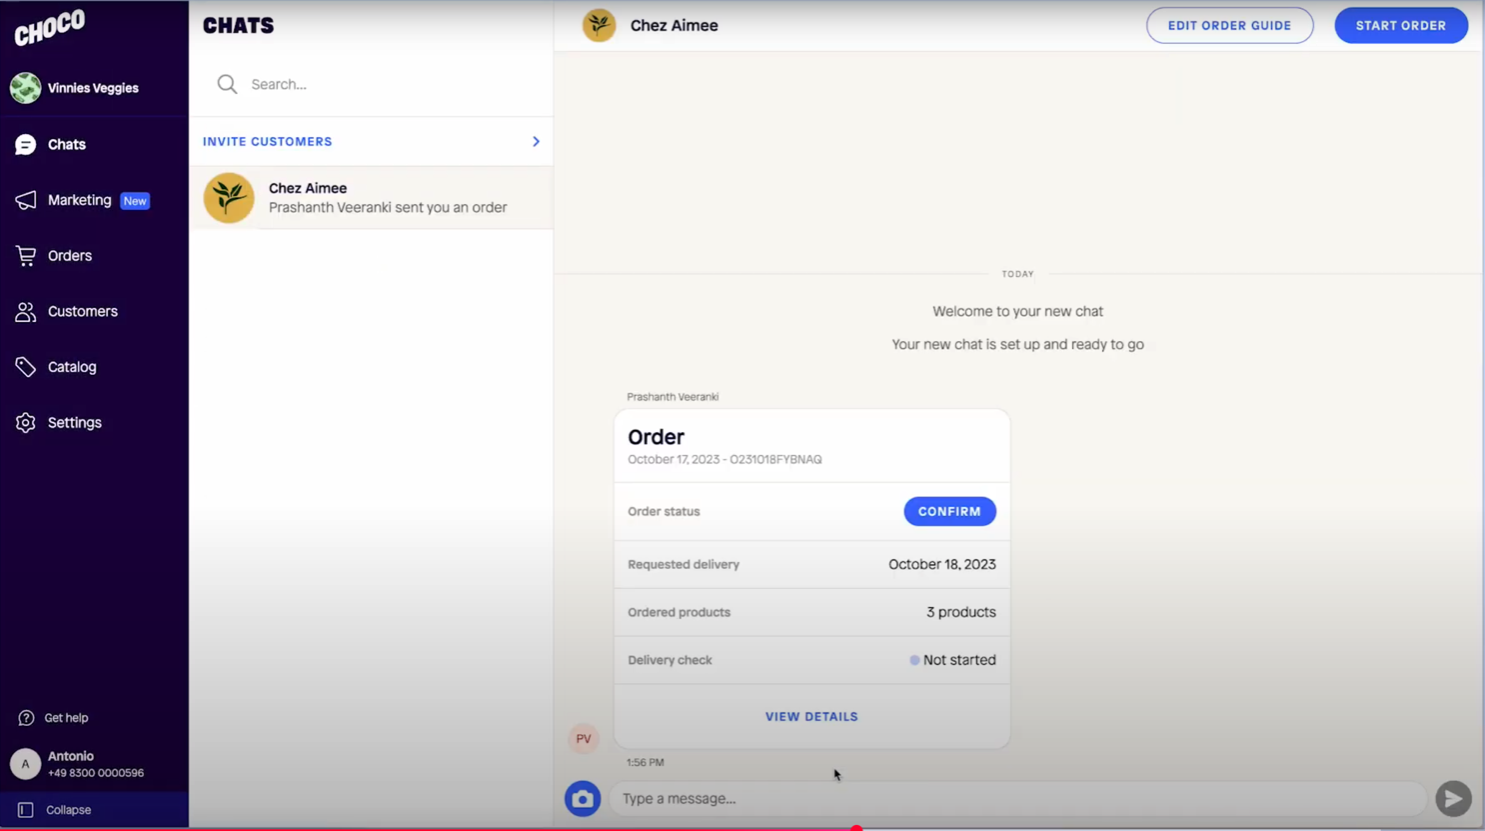 CHOCO
Vinnies Veggies
Chats
Marketing New
Orders
Customers
Catalog
Settings
Get help
A
Antonio
+49 8300 0000596
Collapse
CHATS
Search...
INVITE CUSTOMERS
Chez Aimee
Prashanth Veeranki sent you an order
Chez Aimee
EDIT ORDER GUIDE
START ORDER
TODAY
Welcome to your new chat
Your new chat is set up and ready to go
Prashanth Veeranki
Order
October 17, 2023 - O231018FYBNAQ
Order status CONFIRM
Requested delivery October 18, 2023
Ordered products 3 products
Delivery check Not started
VIEW DETAILS
PV
1:56 PM
Type a message...